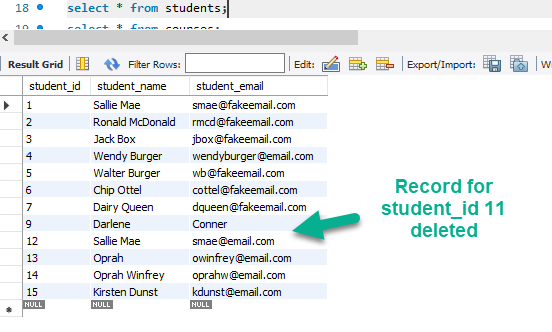 18 select * from students;
19 select * from courses;
Result Grid Filter Rows: Edit: Export/Import: Wr
student_id student_name student_email
1 Sallie Mae smae@fakeemail.com
2 Ronald McDonald rmcd@fakeemail.com
3 Jack Box jbox@fakeemail.com
4 Wendy Burger wendyburger@email.com
5 Walter Burger wb@fakeemail.com
6 Chip Ottel cottel@fakeemail.com
7 Dairy Queen dqueen@fakeemail.com
9 Darlene Conner
12 Sallie Mae smae@email.com
13 Oprah owinfrey@email.com
14 Oprah Winfrey oprahw@email.com
15 Kirsten Dunst kdunst@email.com
NULL NULL NULL
Record for
student_id 11
deleted